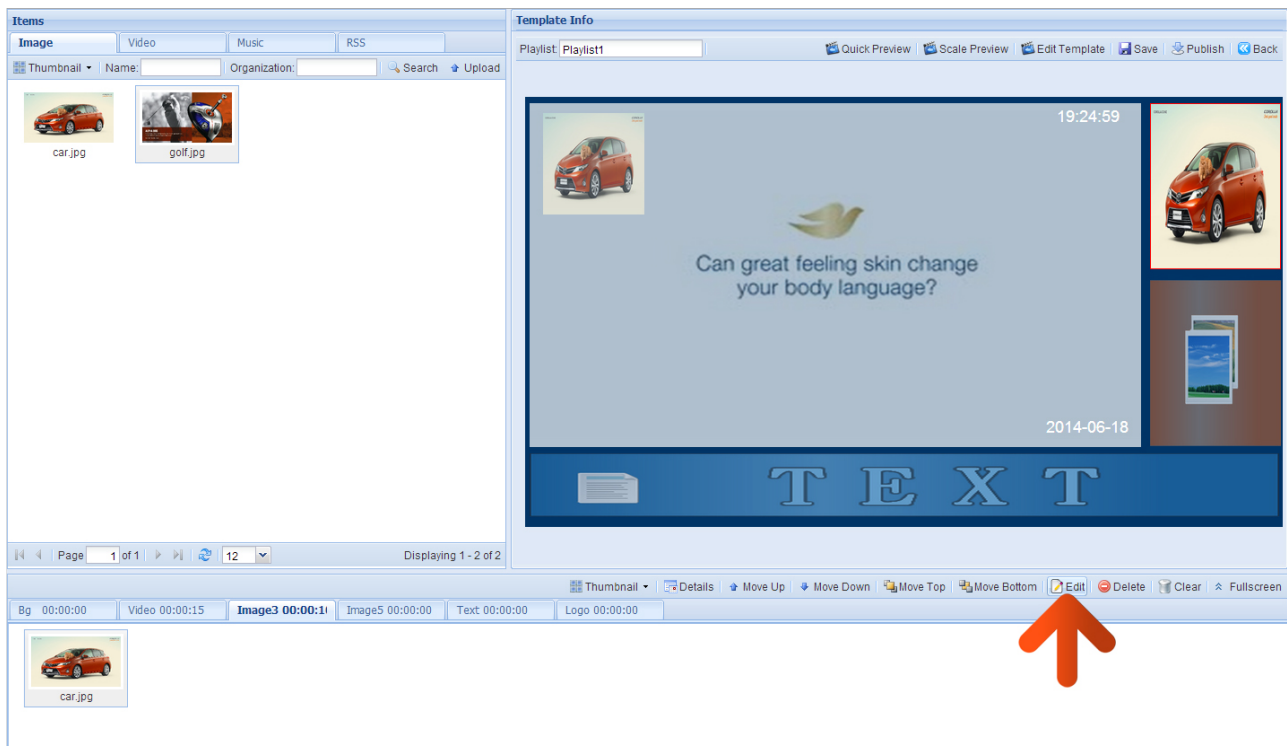 Items
Image Video Music RSS
Thumbnail Name: Organization: Search Upload
car.jpg golf.jpg
Page 1 of 1 12 Displaying 1 - 2 of 2
Template Info
Playlist: Playlist1 Quick Preview Scale Preview Edit Template Save Publish Back
19:24:59
Can great feeling skin change
your body language?
2014-06-18
TEXT
Thumbnail Details Move Up Move Down Move Top Move Bottom Edit Delete Clear Fullscreen
Bg 00:00:00 Video 00:00:15 Image3 00:00:1 Image5 00:00:00 Text 00:00:00 Logo 00:00:00
car.jpg